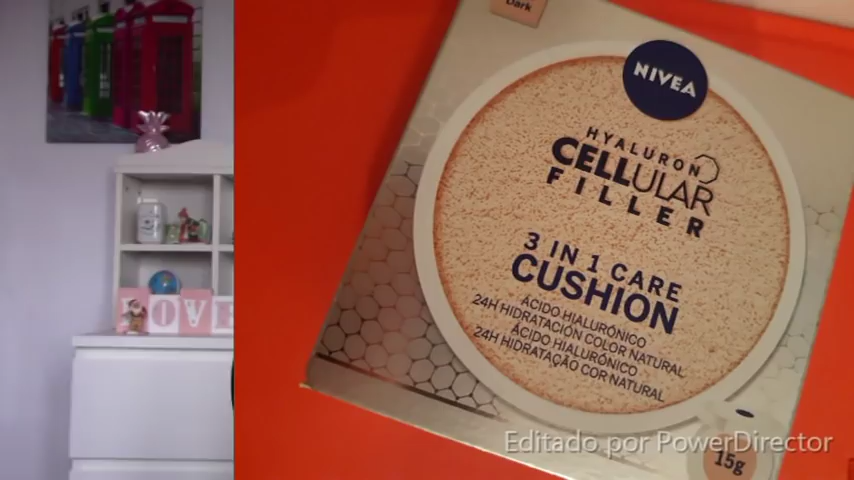 Dark
NIVEA
HYALURON
CELLULAR
FILLER
3 IN 1 CARE
CUSHION
ÁCIDO HIALURÓNICO
24H HIDRATACIÓN COLOR NATURAL
ÁCIDO HIALURÓNICO
24H HIDRATAÇÃO COR NATURAL
15g
LOVE
Editado por PowerDirector